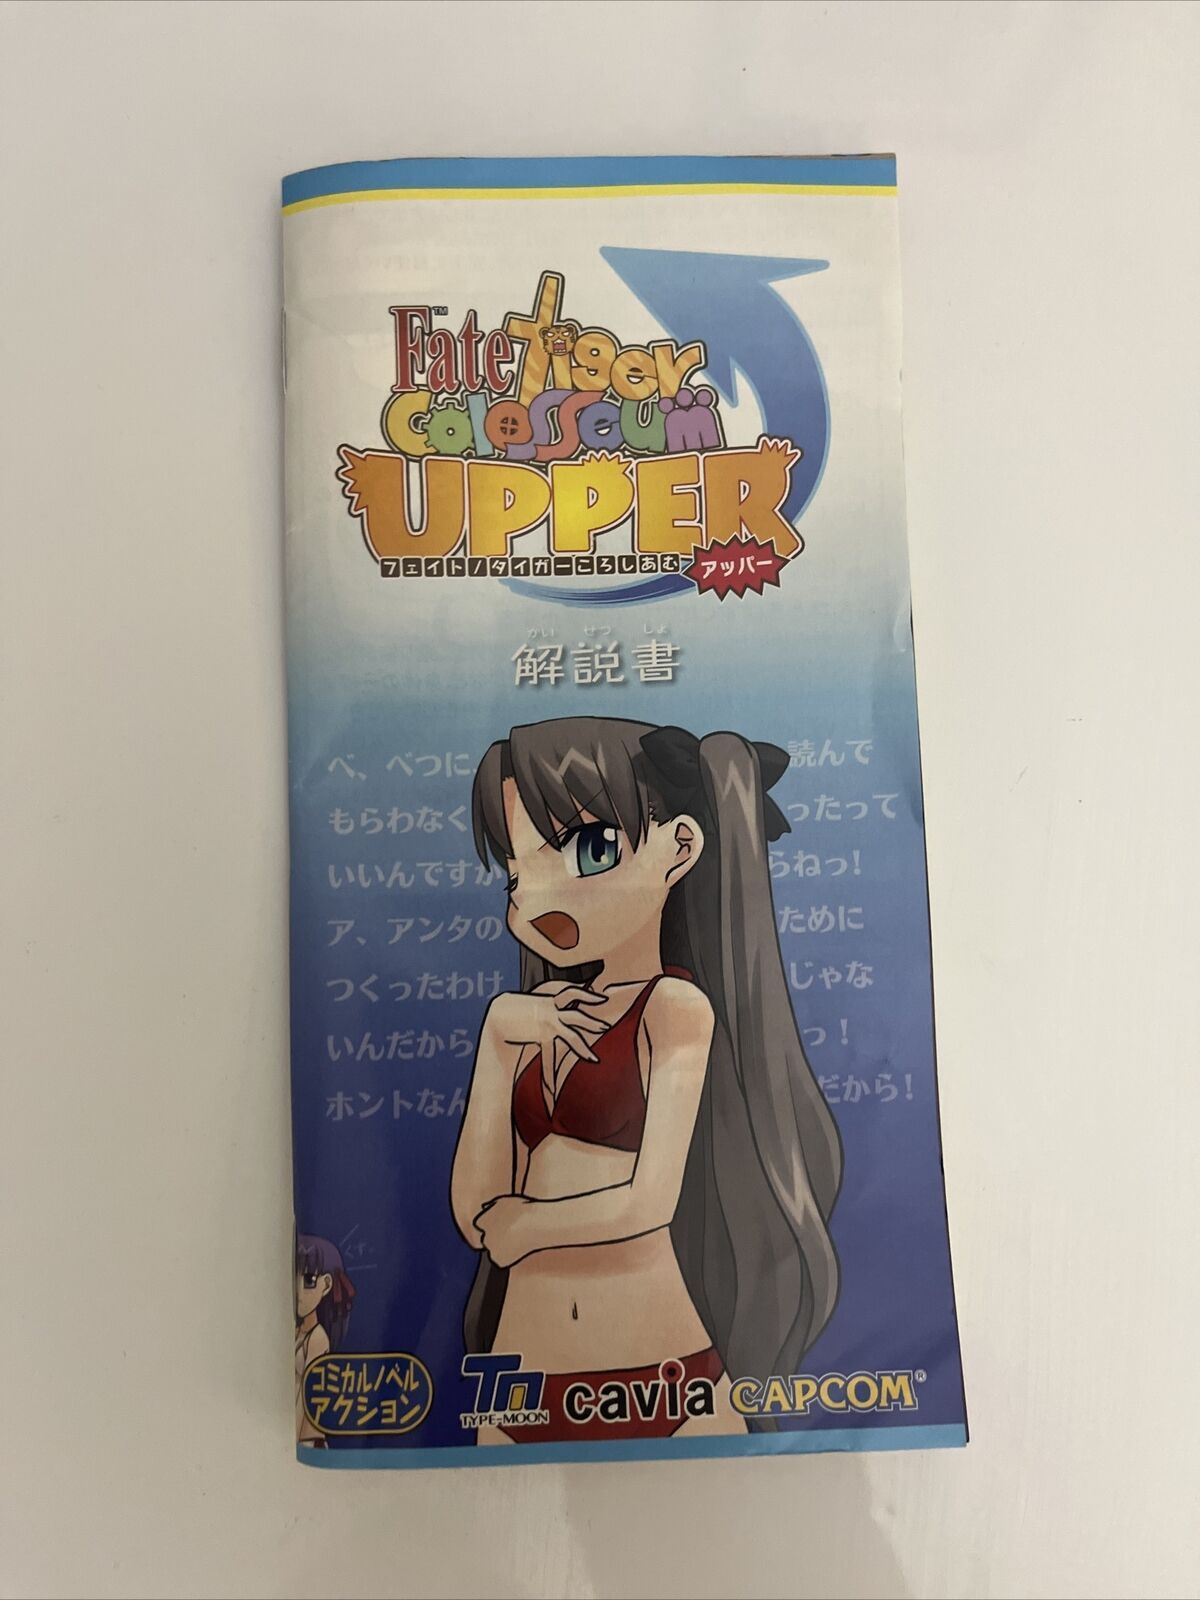 Fate™ tiger
Colosseum
UPPER
フェイト/タイガーころしあむ アッパー
かい せつ しょ
解説書
べ、べつに 読んで
もらわなく ったって
いいんですか らねっ!
ア、アンタの ために
つくったわけ じゃな
いんだから っ!
ホントなん だから!
くす
コミカルノベル
アクション
TM
TYPE-MOON
cavia
CAPCOM®